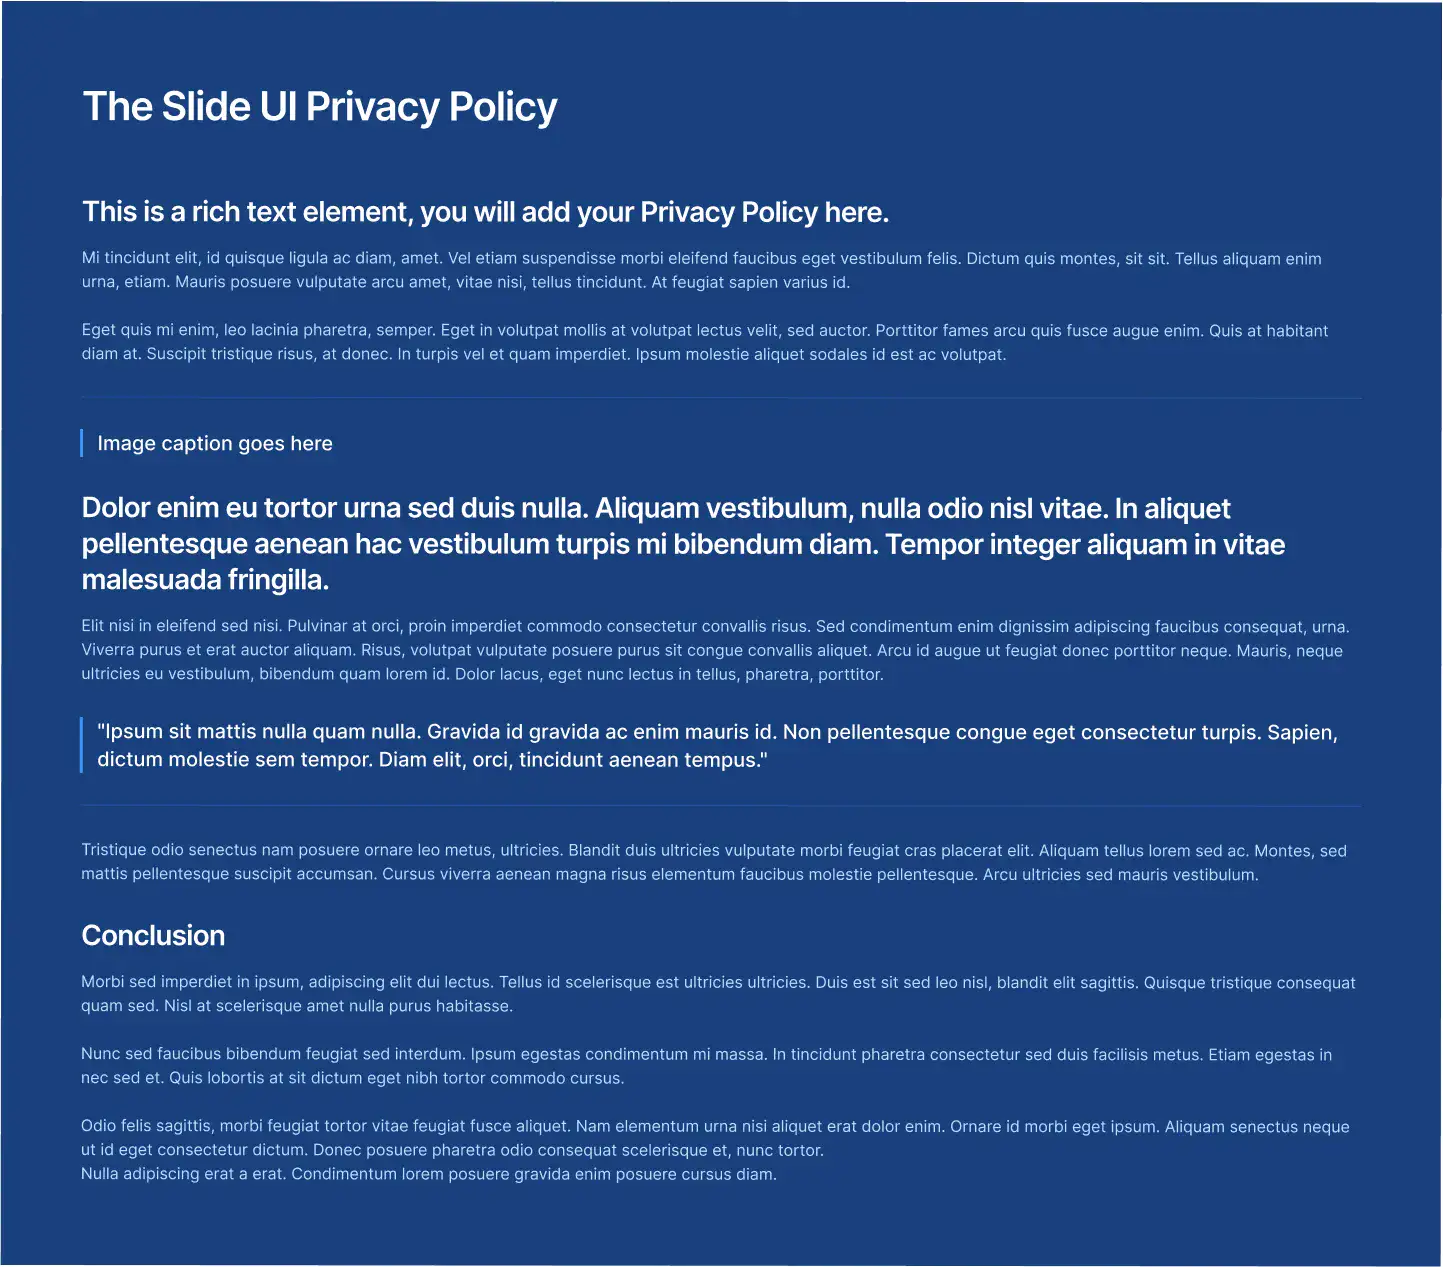 The Slide UI Privacy Policy
This is a rich text element, you will add your Privacy Policy here.
Mi tincidunt elit, id quisque ligula ac diam, amet. Vel etiam suspendisse morbi eleifend faucibus eget vestibulum felis. Dictum quis montes, sit sit. Tellus aliquam enim
urna, etiam. Mauris posuere vulputate arcu amet, vitae nisi, tellus tincidunt. At feugiat sapien varius id.
Eget quis mi enim, leo lacinia pharetra, semper. Eget in volutpat mollis at volutpat lectus velit, sed auctor. Porttitor fames arcu quis fusce augue enim. Quis at habitant
diam at. Suscipit tristique risus, at donec. In turpis vel et quam imperdiet. Ipsum molestie aliquet sodales id est ac volutpat.
Image caption goes here
Dolor enim eu tortor urna sed duis nulla. Aliquam vestibulum, nulla odio nisl vitae. In aliquet
pellentesque aenean hac vestibulum turpis mi bibendum diam. Tempor integer aliquam in vitae
malesuada fringilla.
Elit nisi in eleifend sed nisi. Pulvinar at orci, proin imperdiet commodo consectetur convallis risus. Sed condimentum enim dignissim adipiscing faucibus consequat, urna.
Viverra purus et erat auctor aliquam. Risus, volutpat vulputate posuere purus sit congue convallis aliquet. Arcu id augue ut feugiat donec porttitor neque. Mauris, neque
ultricies eu vestibulum, bibendum quam lorem id. Dolor lacus, eget nunc lectus in tellus, pharetra, porttitor.
"Ipsum sit mattis nulla quam nulla. Gravida id gravida ac enim mauris id. Non pellentesque congue eget consectetur turpis. Sapien,
dictum molestie sem tempor. Diam elit, orci, tincidunt aenean tempus."
Tristique odio senectus nam posuere ornare leo metus, ultricies. Blandit duis ultricies vulputate morbi feugiat cras placerat elit. Aliquam tellus lorem sed ac. Montes, sed
mattis pellentesque suscipit accumsan. Cursus viverra aenean magna risus elementum faucibus molestie pellentesque. Arcu ultricies sed mauris vestibulum.
Conclusion
Morbi sed imperdiet in ipsum, adipiscing elit dui lectus. Tellus id scelerisque est ultricies ultricies. Duis est sit sed leo nisl, blandit elit sagittis. Quisque tristique consequat
quam sed. Nisl at scelerisque amet nulla purus habitasse.
Nunc sed faucibus bibendum feugiat sed interdum. Ipsum egestas condimentum mi massa. In tincidunt pharetra consectetur sed duis facilisis metus. Etiam egestas in
nec sed et. Quis lobortis at sit dictum eget nibh tortor commodo cursus.
Odio felis sagittis, morbi feugiat tortor vitae feugiat fusce aliquet. Nam elementum urna nisi aliquet erat dolor enim. Ornare id morbi eget ipsum. Aliquam senectus neque
ut id eget consectetur dictum. Donec posuere pharetra odio consequat scelerisque et, nunc tortor.
Nulla adipiscing erat a erat. Condimentum lorem posuere gravida enim posuere cursus diam.